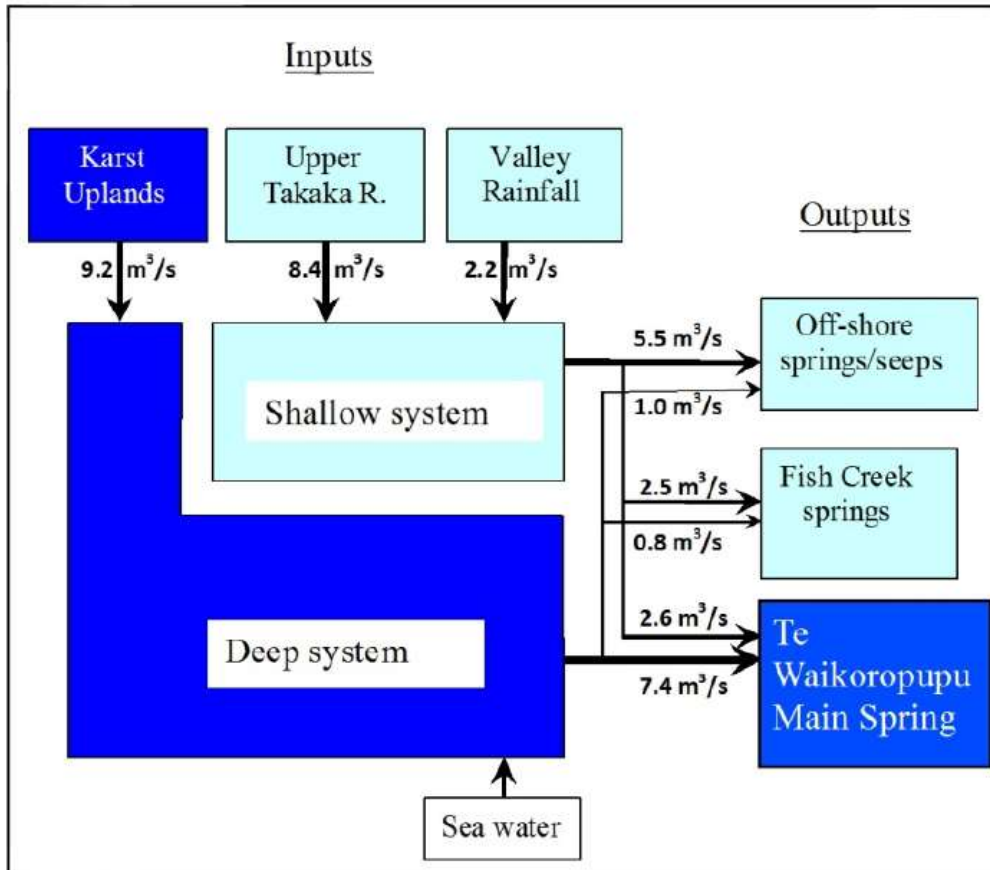 Inputs
Karst
Uplands
Upper
Takaka R.
Valley
Rainfall
Outputs
9.2 m³/s
8.4 m³/s
2.2 m³/s
Shallow system
5.5 m³/s
1.0 m³/s
Off-shore
springs/seeps
2.5 m³/s
0.8 m³/s
Fish Creek
springs
Deep system
2.6 m³/s
7.4 m³/s
Te
Waikoropupu
Main Spring
Sea water